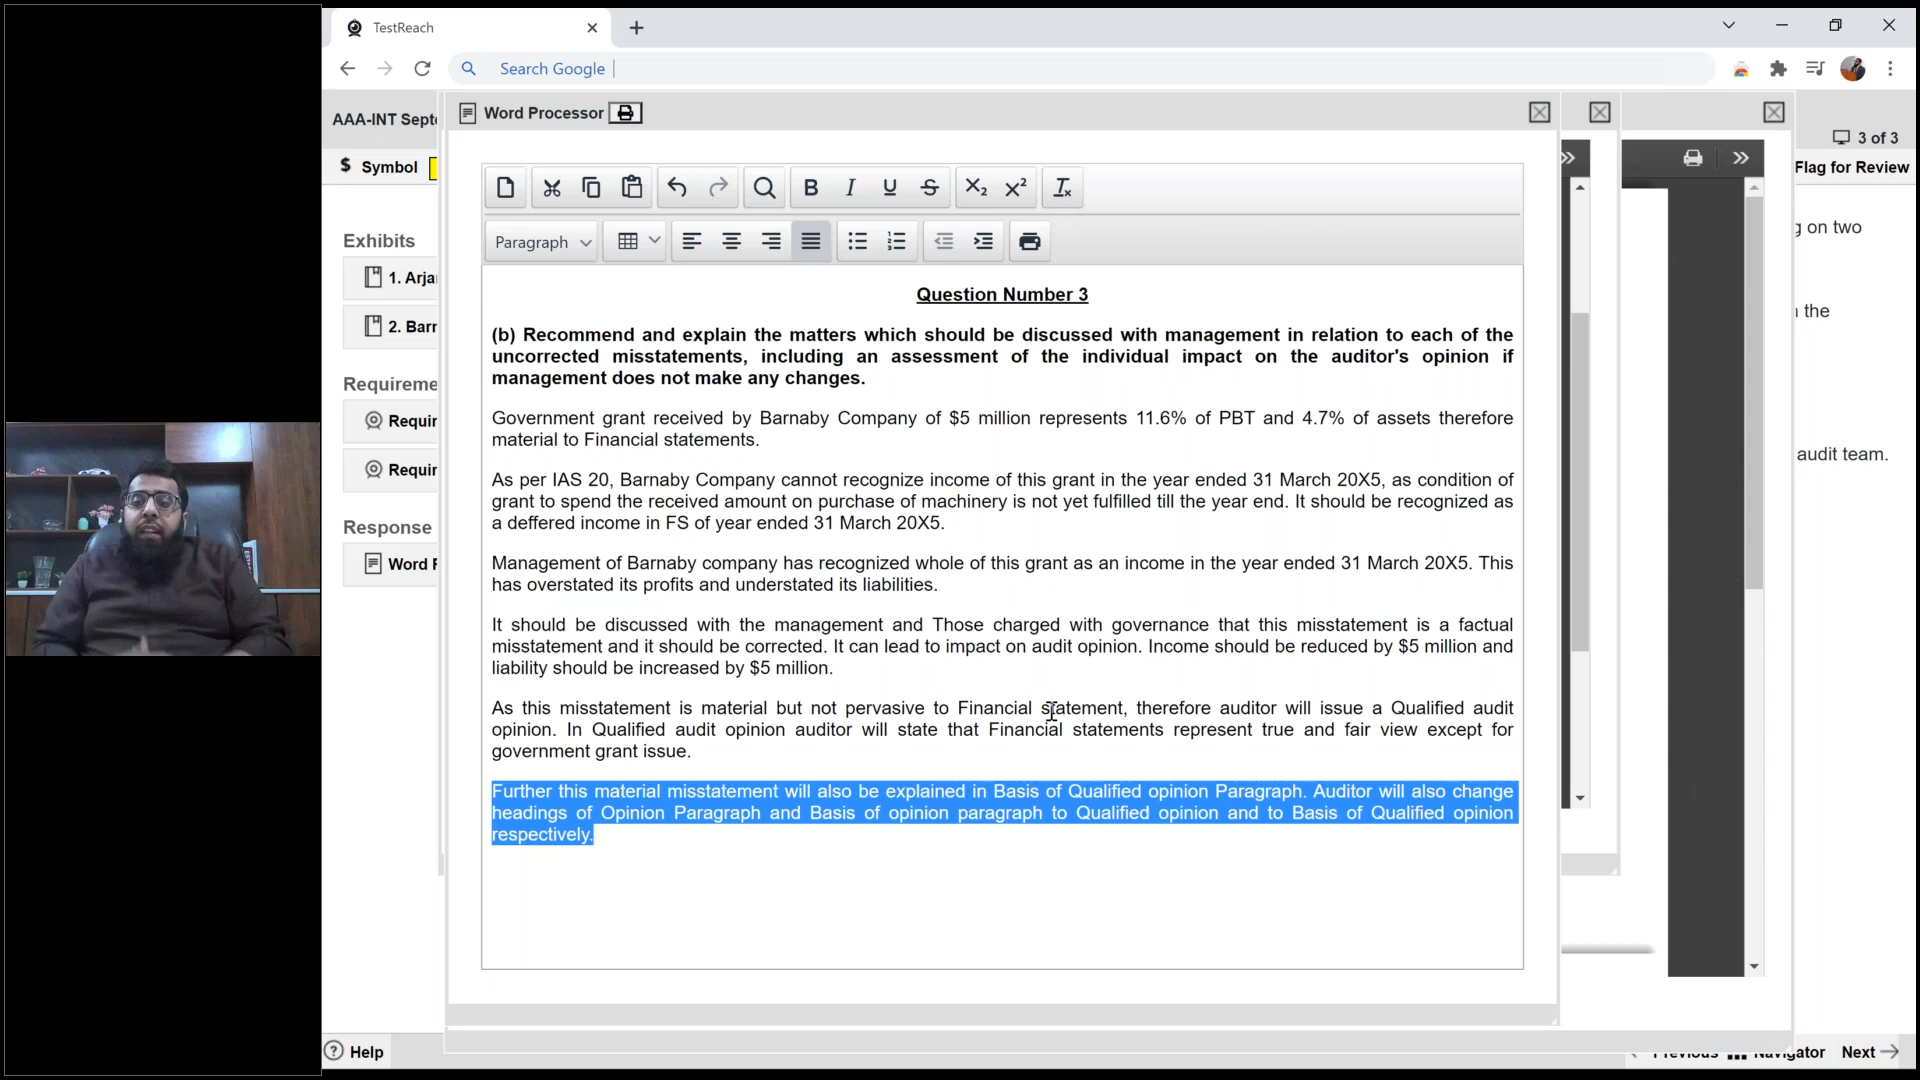 TestReach
Search Google
AAA-INT Septe
Word Processor
3 of 3
Symbol
Flag for Review
Paragraph
Exhibits
1. Arja
2. Barn
Requireme
Requir
Requir
Response
Word P
g on two
n the
audit team.
Question Number 3
(b) Recommend and explain the matters which should be discussed with management in relation to each of the
uncorrected misstatements, including an assessment of the individual impact on the auditor's opinion if
management does not make any changes.
Government grant received by Barnaby Company of $5 million represents 11.6% of PBT and 4.7% of assets therefore
material to Financial statements.
As per IAS 20, Barnaby Company cannot recognize income of this grant in the year ended 31 March 20X5, as condition of
grant to spend the received amount on purchase of machinery is not yet fulfilled till the year end. It should be recognized as
a deffered income in FS of year ended 31 March 20X5.
Management of Barnaby company has recognized whole of this grant as an income in the year ended 31 March 20X5. This
has overstated its profits and understated its liabilities.
It should be discussed with the management and Those charged with governance that this misstatement is a factual
misstatement and it should be corrected. It can lead to impact on audit opinion. Income should be reduced by $5 million and
liability should be increased by $5 million.
As this misstatement is material but not pervasive to Financial statement, therefore auditor will issue a Qualified audit
opinion. In Qualified audit opinion auditor will state that Financial statements represent true and fair view except for
government grant issue.
Further this material misstatement will also be explained in Basis of Qualified opinion Paragraph. Auditor will also change
headings of Opinion Paragraph and Basis of opinion paragraph to Qualified opinion and to Basis of Qualified opinion
respectively.
Help
Previous
Navigator
Next